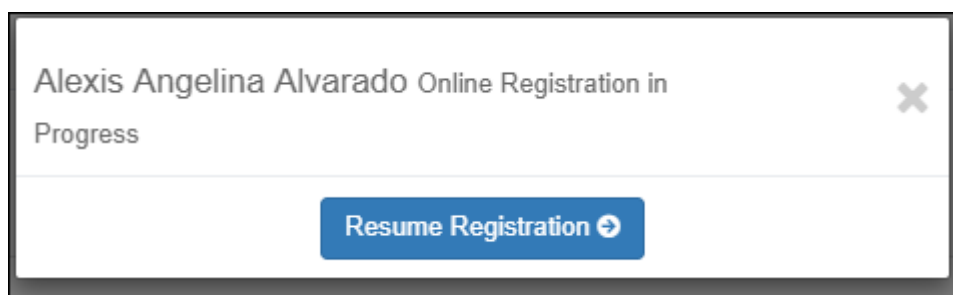 Alexis Angelina Alvarado Online Registration in
Progress
Resume Registration